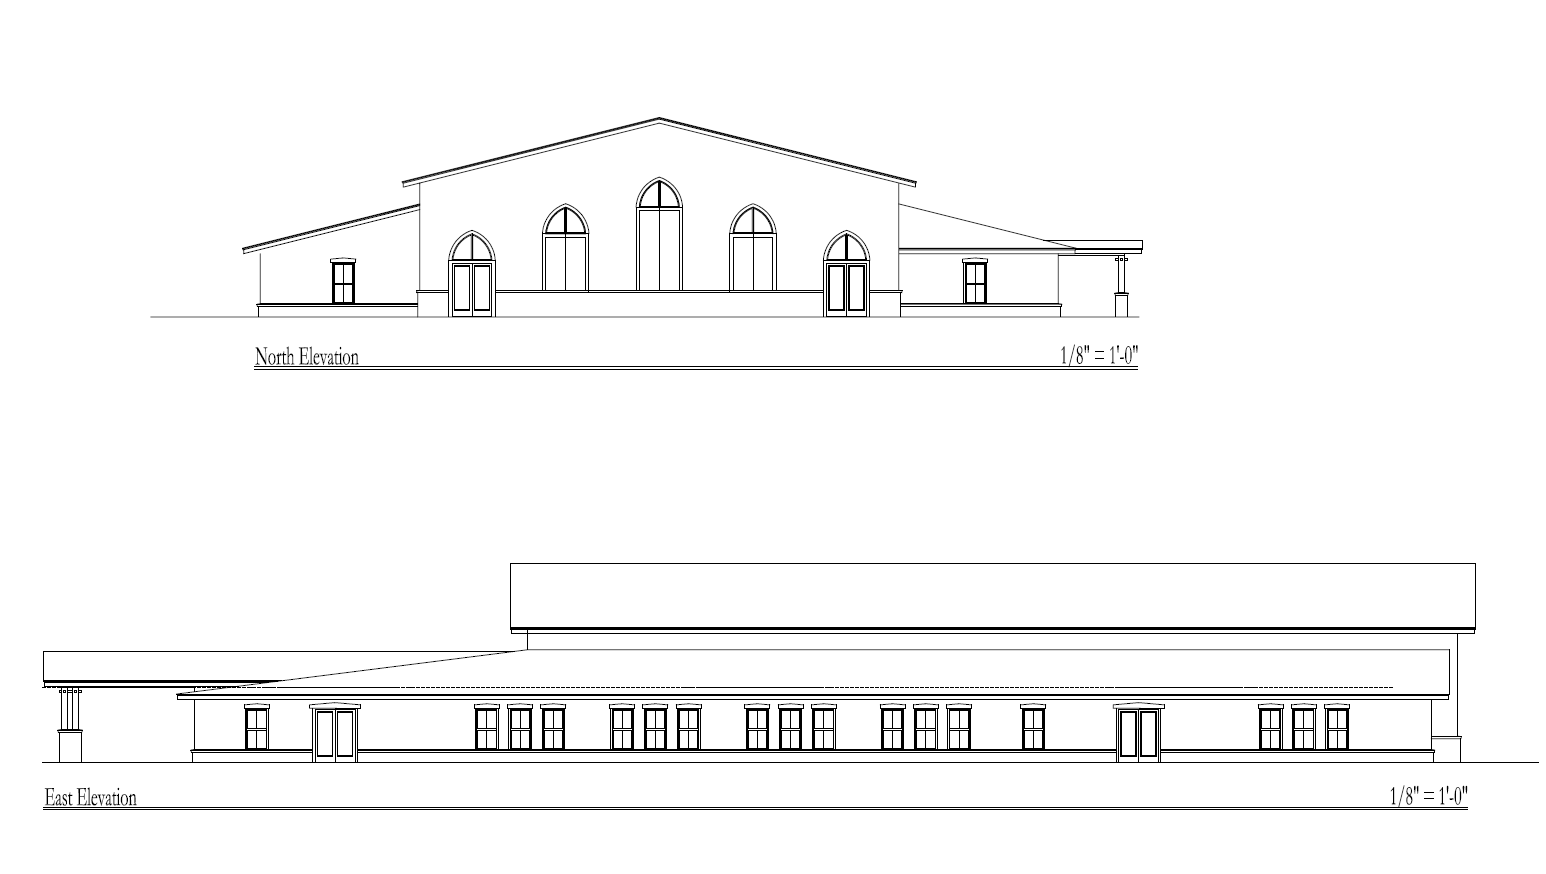 North Elevation 1/8" = 1'-0"
East Elevation 1/8" = 1'-0"